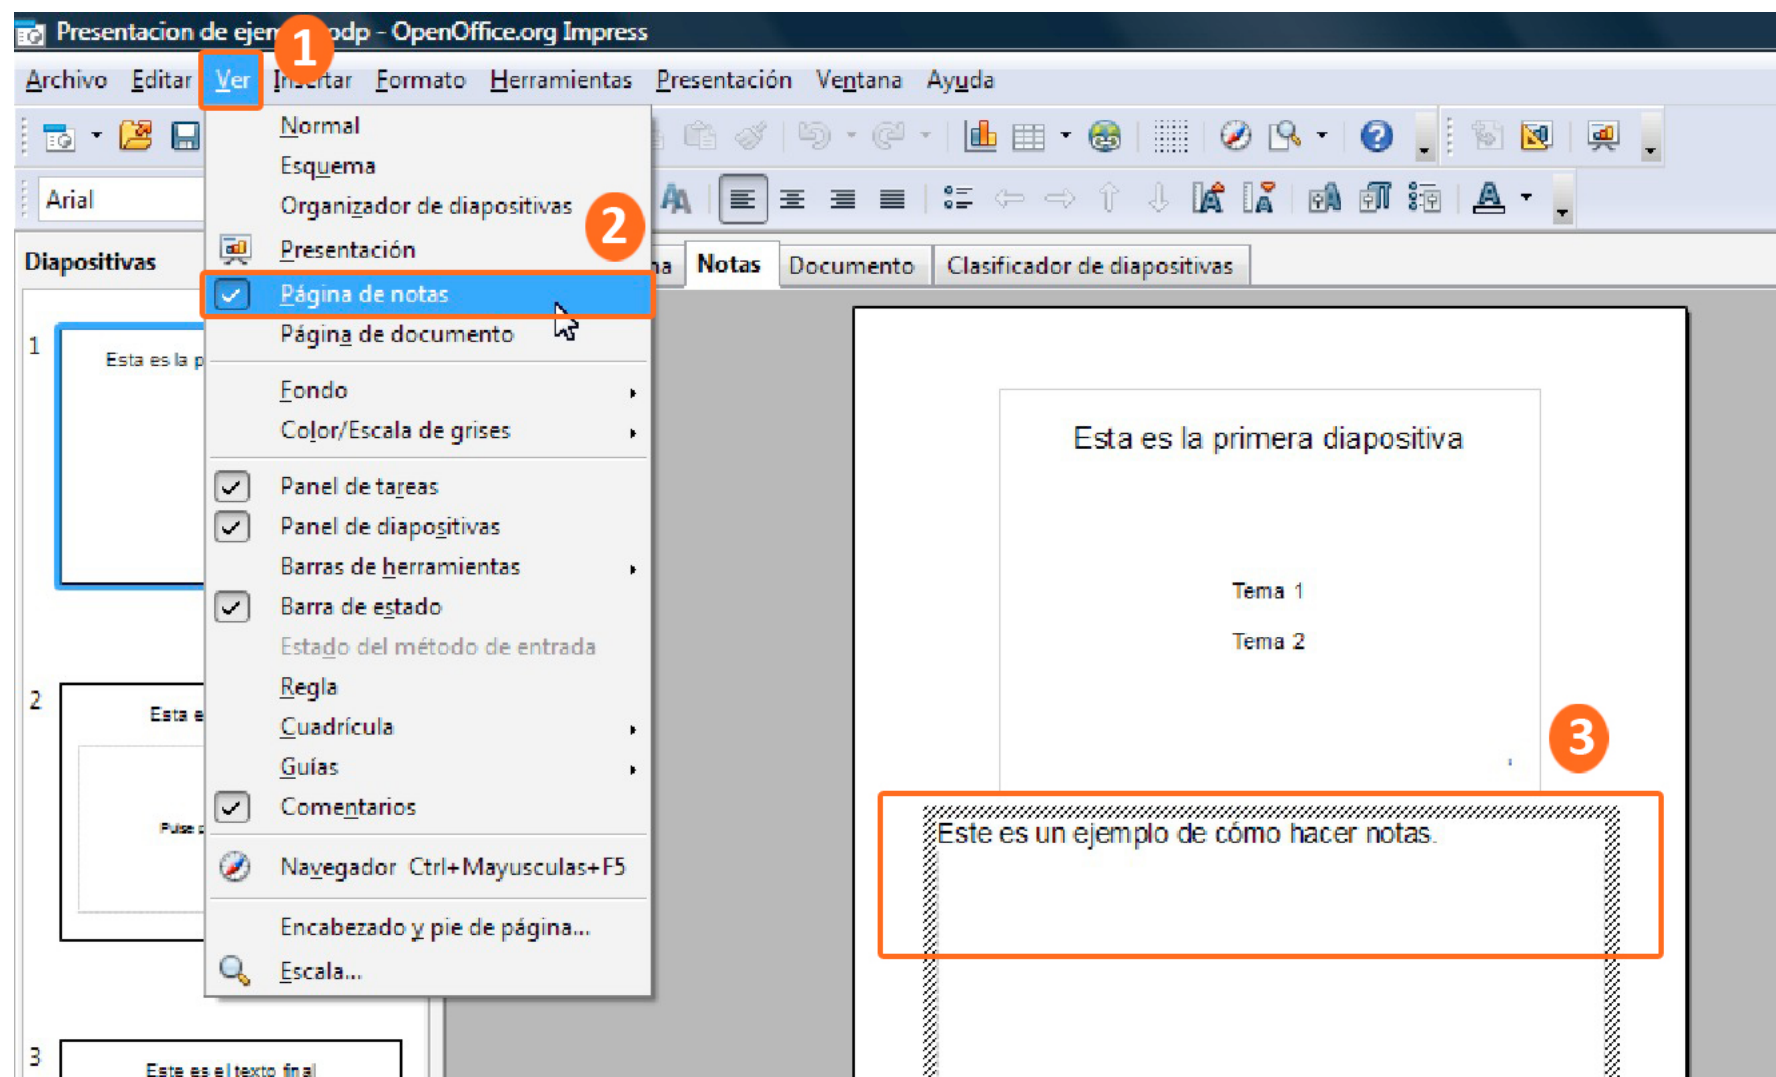 Presentacion de eje odp - OpenOffice.org Impress
1
Archivo Editar Ver Insertar Formato Herramientas Presentación Ventana Ayuda
Normal
Esquema
Organizador de diapositivas
2
Presentación
Página de notas
Página de documento
Fondo
Color/Escala de grises
Panel de tareas
Panel de diapositivas
Barras de herramientas
Barra de estado
Estado del método de entrada
Regla
Cuadrícula
Guías
Comentarios
Navegador Ctrl+Mayusculas+F5
Encabezado y pie de página...
Escala...
Arial
Diapositivas
na Notas Documento Clasificador de diapositivas
1
Esta es la p
2
Esta e
Pulse
3
Este es el texto final
Esta es la primera diapositiva
Tema 1
Tema 2
3
Este es un ejemplo de cómo hacer notas.